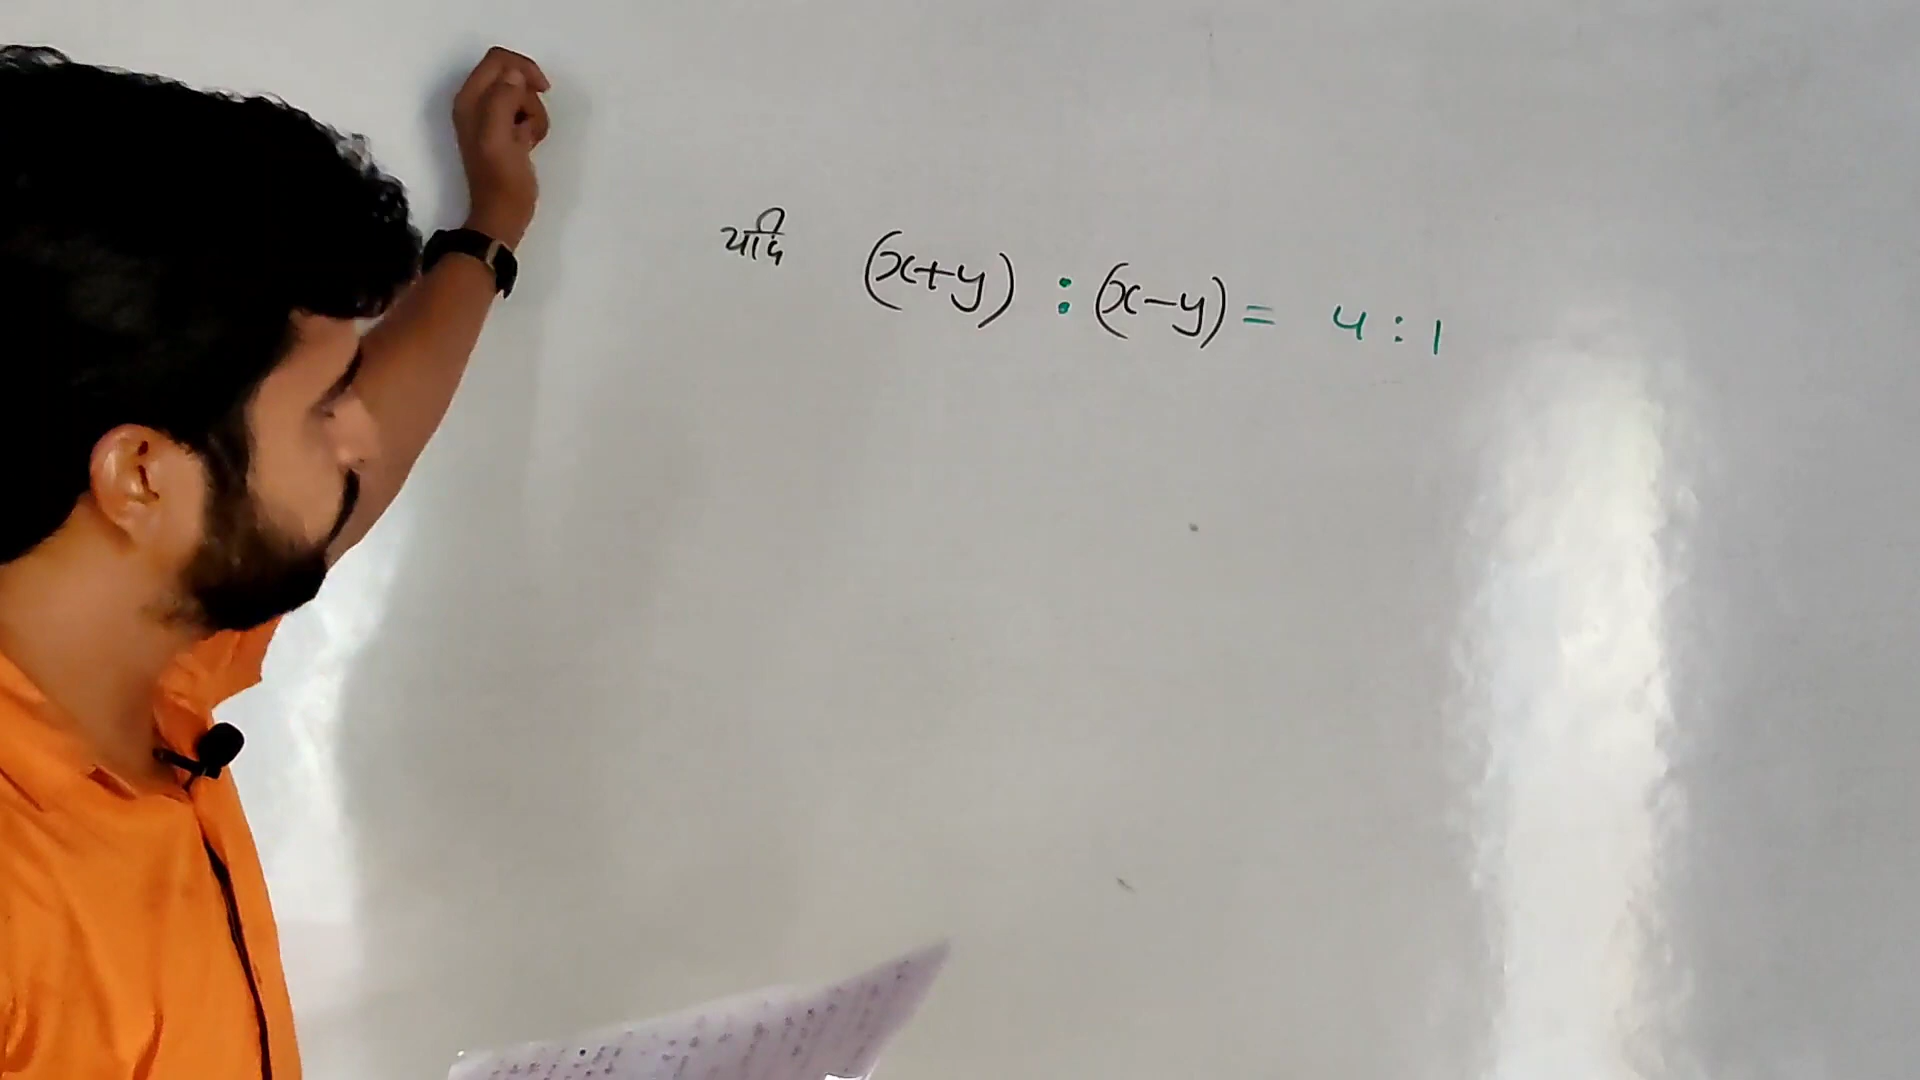 यदि (x+y) : (x-y) = 4 : 1